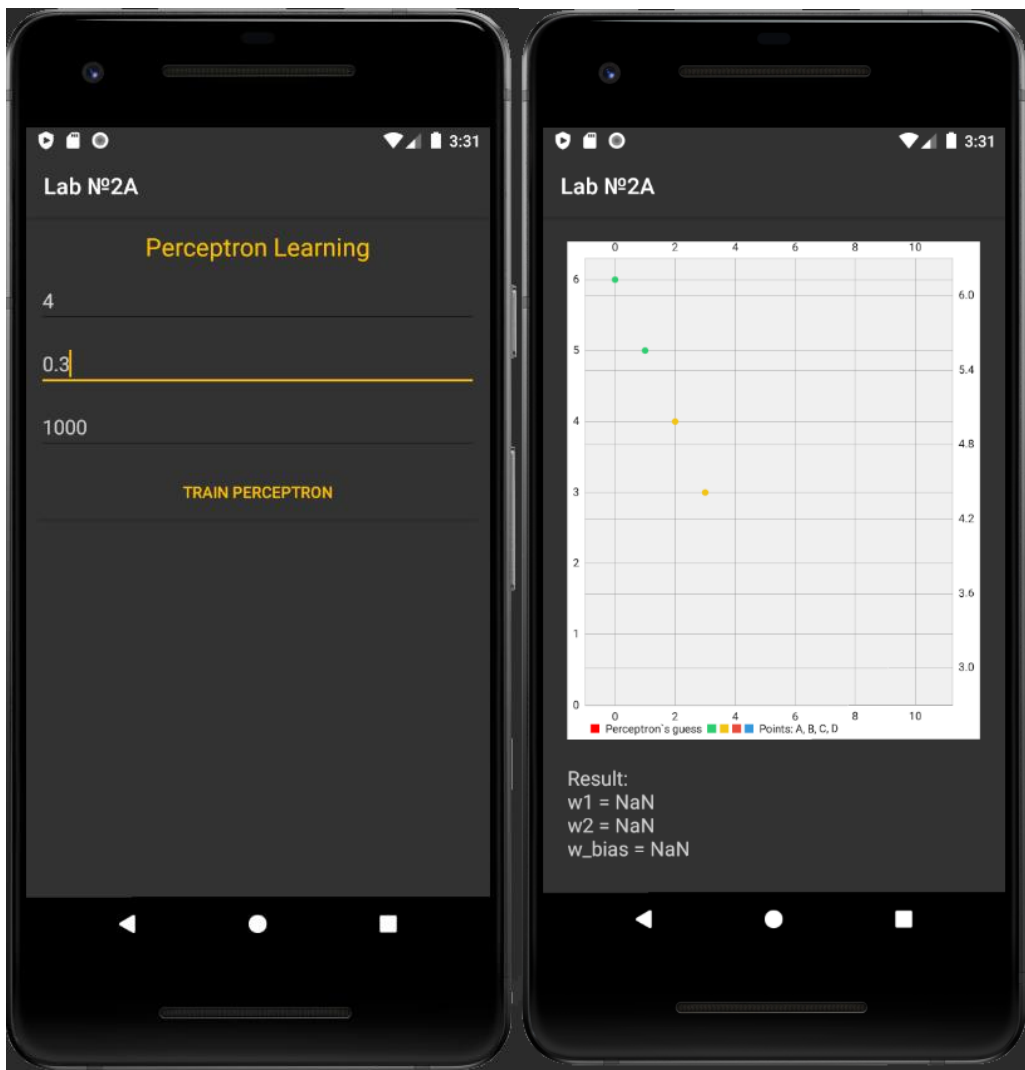 3:31
Lab №2A
Perceptron Learning
4
0.3
1000
TRAIN PERCEPTRON
3:31
Lab №2A
0 2 4 6 8 10
6
6.0
5
5.4
4
4.8
3
4.2
2
3.6
1
3.0
0
0 2 4 6 8 10
Perceptron`s guess Points: A, B, C, D
Result:
w1 = NaN
w2 = NaN
w_bias = NaN